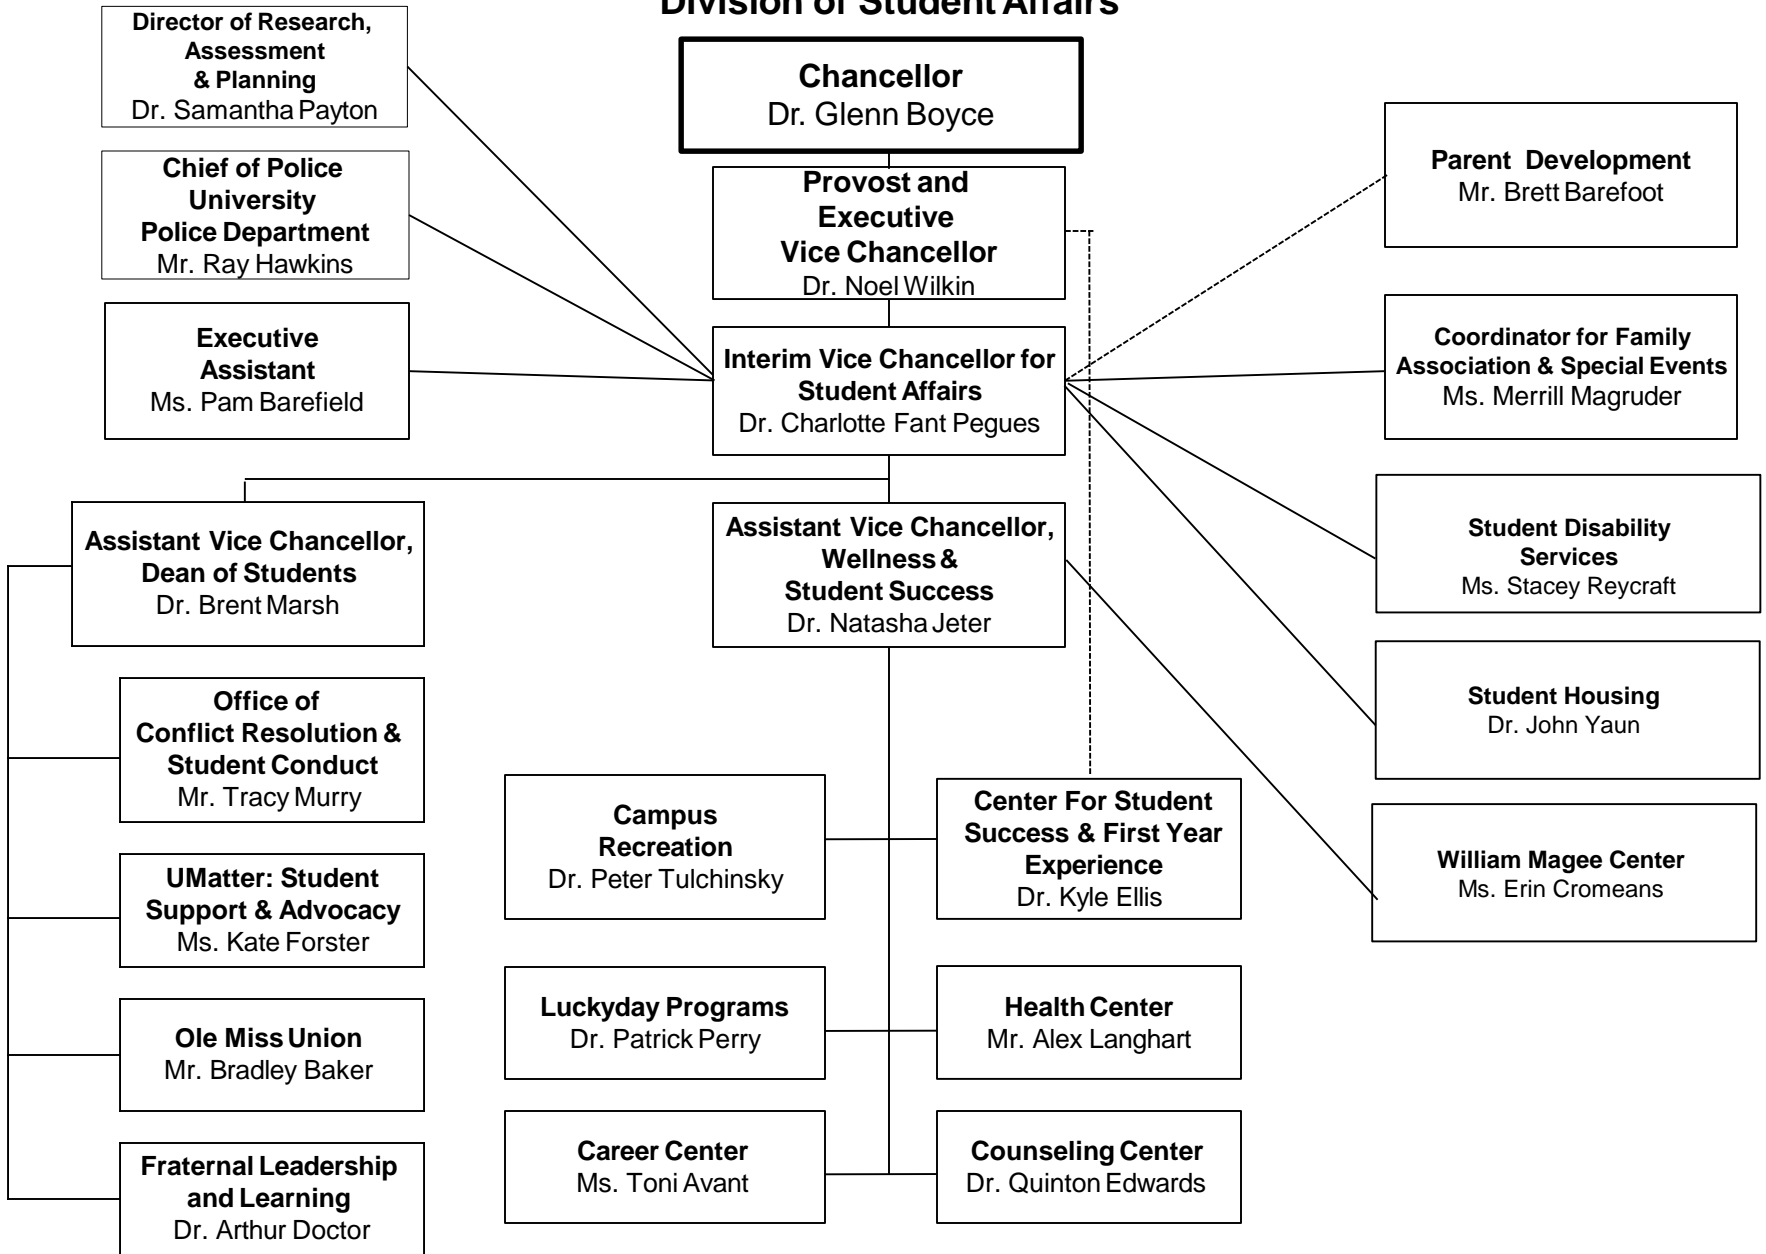 Division of Student Affairs
Director of Research,
Assessment
& Planning
Dr. Samantha Payton
Chancellor
Dr. Glenn Boyce
Chief of Police
University
Police Department
Mr. Ray Hawkins
Provost and
Executive
Vice Chancellor
Dr. Noel Wilkin
Parent Development
Mr. Brett Barefoot
Executive
Assistant
Ms. Pam Barefield
Interim Vice Chancellor for
Student Affairs
Dr. Charlotte Fant Pegues
Coordinator for Family
Association & Special Events
Ms. Merrill Magruder
Assistant Vice Chancellor,
Dean of Students
Dr. Brent Marsh
Assistant Vice Chancellor,
Wellness &
Student Success
Dr. Natasha Jeter
Student Disability
Services
Ms. Stacey Reycraft
Office of
Conflict Resolution &
Student Conduct
Mr. Tracy Murry
Student Housing
Dr. John Yaun
Campus
Recreation
Dr. Peter Tulchinsky
Center For Student
Success & First Year
Experience
Dr. Kyle Ellis
William Magee Center
Ms. Erin Cromeans
UMatter: Student
Support & Advocacy
Ms. Kate Forster
Luckyday Programs
Dr. Patrick Perry
Health Center
Mr. Alex Langhart
Ole Miss Union
Mr. Bradley Baker
Career Center
Ms. Toni Avant
Counseling Center
Dr. Quinton Edwards
Fraternal Leadership
and Learning
Dr. Arthur Doctor